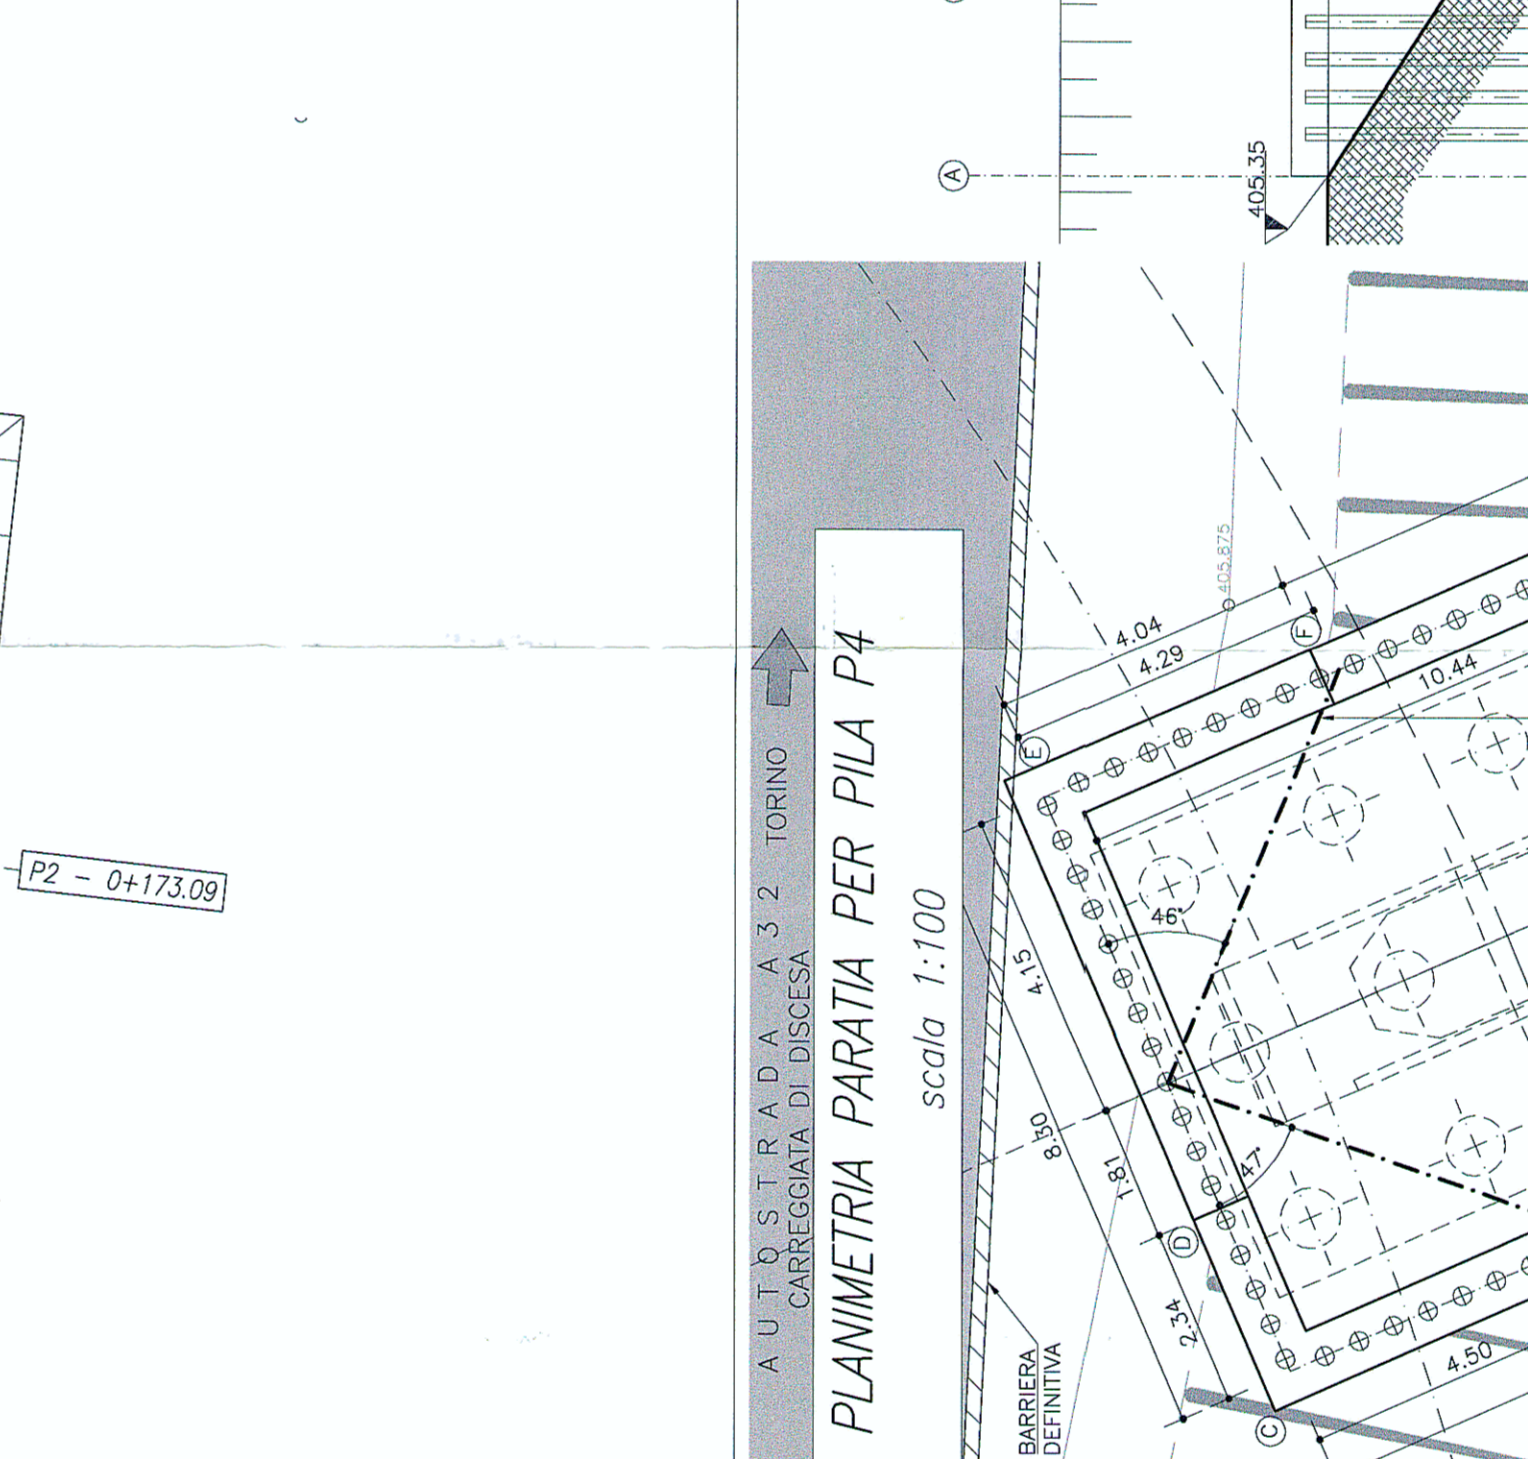 A
405.35
P2 - 0+173.09
AUTOSTRADA A32 TORINO
CARREGGIATA DI DISCESA
PLANIMETRIA PARATIA PER PILA P4
scala 1:100
405.875
4.04
4.29
F
E
10.44
46°
4.15
8.30
1.81
47°
D
2.34
4.50
C
BARRIERA
DEFINITIVA